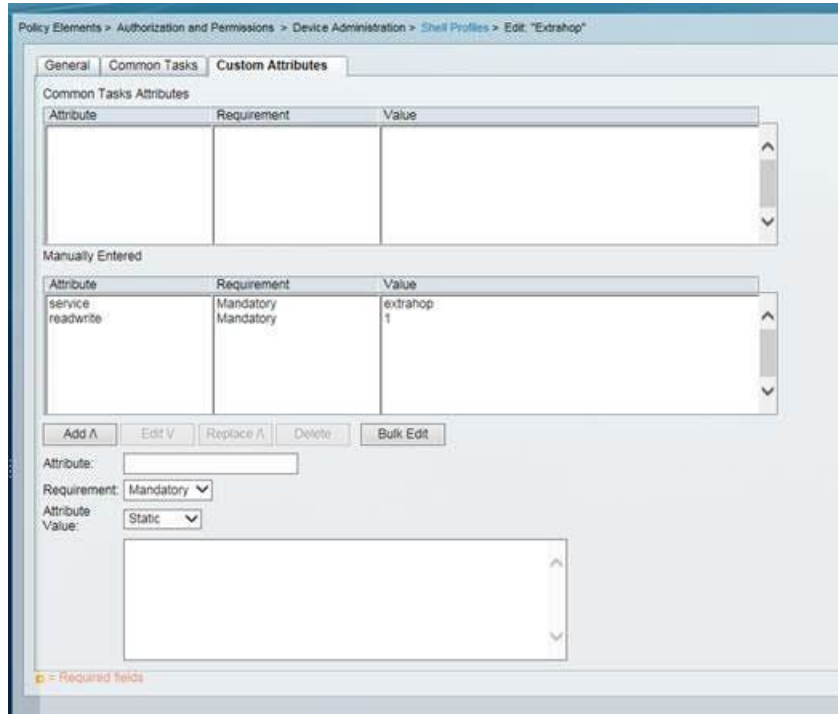 Policy Elements > Authorization and Permissions > Device Administration > Shell Profiles > Edit: "Extrahop"
General Common Tasks Custom Attributes
Common Tasks Attributes
Attribute Requirement Value
Manually Entered
Attribute Requirement Value
service Mandatory extrahop
readwrite Mandatory 1
Add Λ Edit V Replace Λ Delete Bulk Edit
Attribute:
Requirement: Mandatory
Attribute Value: Static
= Required fields